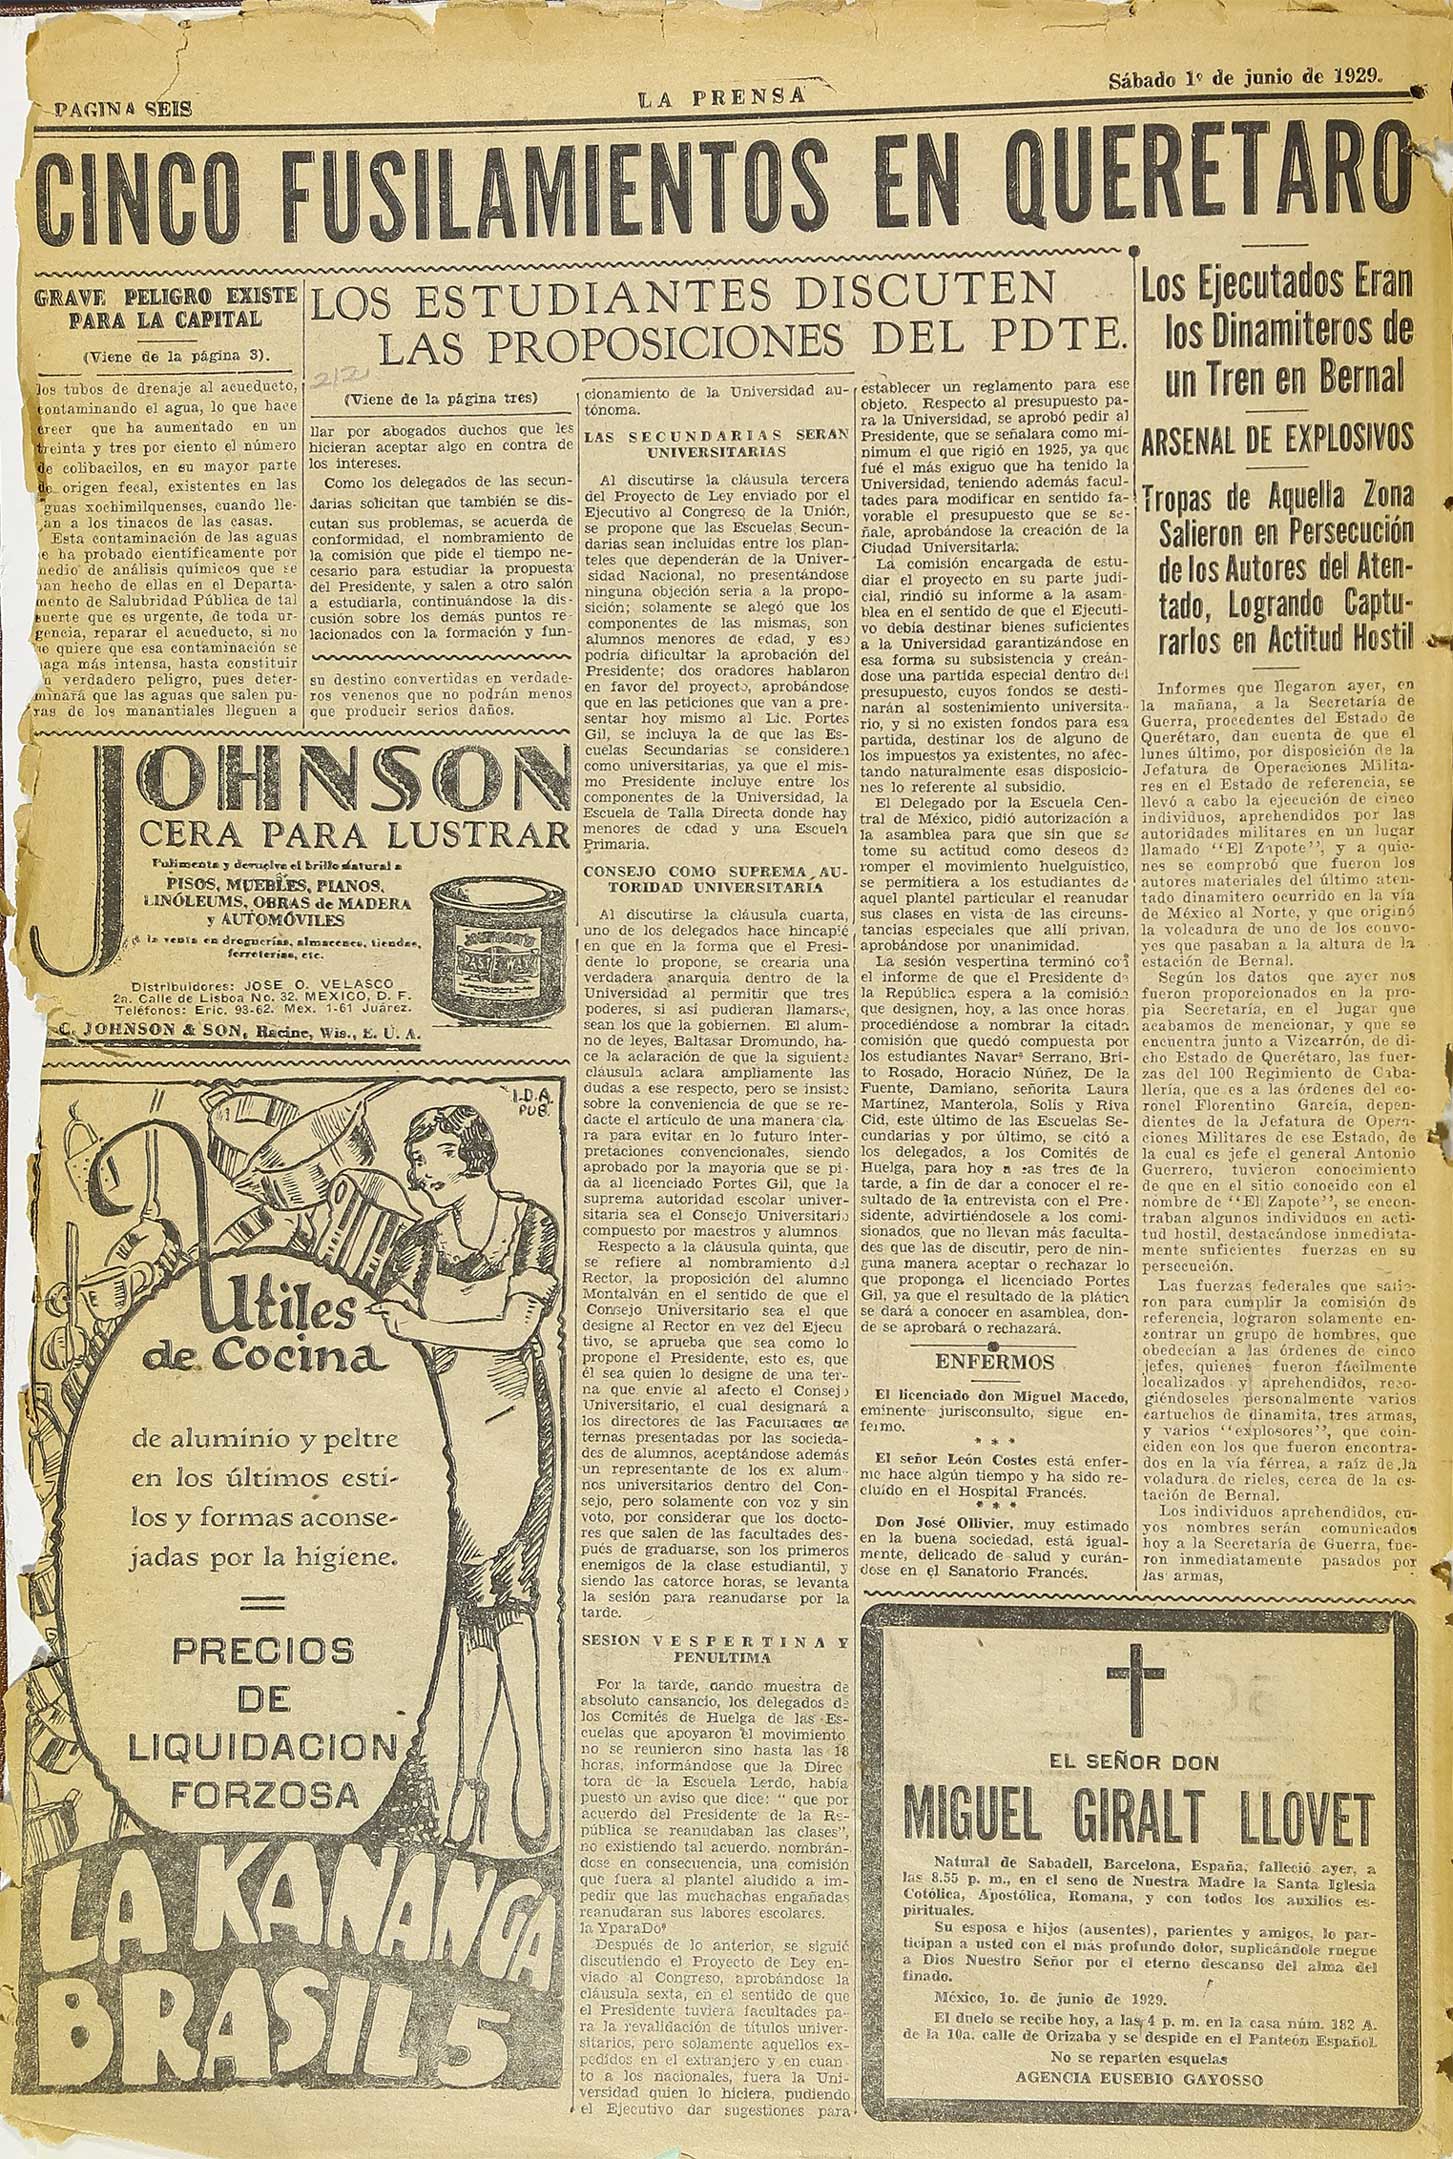 PAGINA SEIS
LA PRENSA
Sábado 1º de junio de 1929.
CINCO FUSILAMIENTOS EN QUERETARO
GRAVE PELIGRO EXISTE
PARA LA CAPITAL
(Viene de la página 3).
los tubos de drenaje al acueducto,
contaminando el agua, lo que hace
creer que ha aumentado en un
treinta y tres por ciento el número
de colibacilos, en su mayor parte
de origen fecal, existentes en las
guas xochimilquenses, cuando lle-
an a los tinacos de las casas.
Esta contaminación de las aguas
e ha probado científicamente por
medio de análisis químicos que se
han hecho de ellas en el Departa-
mento de Salubridad Pública de tal
suerte que es urgente, de toda ur-
gencia, reparar el acueducto, si no
se quiere que esa contaminación se
haga más intensa, hasta constituir
n verdadero peligro, pues deter-
minará que las aguas que salen pu-
ras de los manantiales lleguen a
LOS ESTUDIANTES DISCUTEN
LAS PROPOSICIONES DEL PDTE.
212
(Viene de la página tres)
llar por abogados duchos que les
hicieran aceptar algo en contra de
los intereses.
Como los delegados de las secun-
darias solicitan que también se dis-
cutan sus problemas, se acuerda de
conformidad, el nombramiento de
la comisión que pide el tiempo ne-
cesario para estudiar la propuesta
del Presidente, y salen a otro salón
a estudiarla, continuándose la dis-
cusión sobre los demás puntos re-
lacionados con la formación y fun-
su destino convertidas en verdade-
ros venenos que no podrán menos
que producir serios daños.
JOHNSON
CERA PARA LUSTRAR
Pulimenta y devuelve el brillo natural a
PISOS, MUEBLES, PIANOS,
LINÓLEUMS, OBRAS de MADERA
y AUTOMÓVILES
a la venta en droguerías, almacenes, tiendas,
ferreterías, etc.
Distribuidores: JOSE O. VELASCO
2a. Calle de Lisboa No. 32. MEXICO, D. F.
Teléfonos: Eric. 93-62. Mex. 1-61 Juárez.
C. JOHNSON & SON, Racine, Wis., E. U. A.
I.D.A.
PUB.
Utiles
de Cocina
de aluminio y peltre
en los últimos esti-
los y formas aconse-
jadas por la higiene.
PRECIOS
DE
LIQUIDACION
FORZOSA
LA KANANGA
BRASIL 5
cionamiento de la Universidad au-
tónoma.
LAS SECUNDARIAS SERAN
UNIVERSITARIAS
Al discutirse la cláusula tercera
del Proyecto de Ley enviado por el
Ejecutivo al Congreso de la Unión,
se propone que las Escuelas Secun-
darias sean incluídas entre los plan-
teles que dependerán de la Univer-
sidad Nacional, no presentándose
ninguna objeción seria a la propo-
sición; solamente se alegó que los
componentes de las mismas, son
alumnos menores de edad, y eso
podría dificultar la aprobación del
Presidente; dos oradores hablaron
en favor del proyecto, aprobándose
que en las peticiones que van a pre-
sentar hoy mismo al Lic. Portes
Gil, se incluya la de que las Es-
cuelas Secundarias se consideren
como universitarias, ya que el mis-
mo Presidente incluye entre los
componentes de la Universidad, la
Escuela de Talla Directa donde hay
menores de edad y una Escuela
Primaria.
CONSEJO COMO SUPREMA AU-
TORIDAD UNIVERSITARIA
Al discutirse la cláusula cuarta,
uno de los delegados hace hincapié
en que en la forma que el Presi-
dente lo propone, se crearía una
verdadera anarquía dentro de la
Universidad al permitir que tres
poderes, si así pudieran llamarse,
sean los que la gobiernen. El alum-
no de leyes, Baltasar Dromundo, ha-
ce la aclaración de que la siguiente
cláusula aclara ampliamente las
dudas a ese respecto, pero se insiste
sobre la conveniencia de que se re-
dacte el artículo de una manera cla
ra para evitar en lo futuro inter-
pretaciones convencionales, siendo
aprobado por la mayoría que se pi-
da al licenciado Portes Gil, que la
suprema autoridad escolar univer-
sitaria sea el Consejo Universitario
compuesto por maestros y alumnos
Respecto a la cláusula quinta, que
se refiere al nombramiento del
Rector, la proposición del alumno
Montalván en el sentido de que el
Consejo Universitario sea el que
designe al Rector en vez del Ejecu
tivo, se aprueba que sea como lo
propone el Presidente, esto es, que
él sea quien lo designe de una ter-
na que envíe al afecto el Consejo
Universitario, el cual designará a
los directores de las Facultades de
ternas presentadas por las socieda-
des de alumnos, aceptándose además
un representante de los ex alum-
nos universitarios dentro del Con-
sejo, pero solamente con voz y sin
voto, por considerar que los docto-
res que salen de las facultades des-
pués de graduarse, son los primeros
enemigos de la clase estudiantil, y
siendo las catorce horas, se levanta
la sesión para reanudarse por la
tarde.
SESION VESPERTINA Y
PENULTIMA
Por la tarde, dando muestra de
absoluto cansancio, los delegados de
los Comités de Huelga de las Es-
cuelas que apoyaron el movimiento
no se reunieron sino hasta las 18
horas, informándose que la Direc
tora de la Escuela Lerdo, había
puesto un aviso que dice: " que por
acuerdo del Presidente de la Re-
pública se reanudaban las clases",
no existiendo tal acuerdo. nombrán-
dose en consecuencia, una comisión
que fuera al plantel aludido a im-
pedir que las muchachas engañadas
reanudaran sus labores escolares.
la YparaDoª
Después de lo anterior, se siguió
discutiendo el Proyecto de Ley en-
viado al Congreso, aprobándose la
cláusula sexta, en el sentido de que
el Presidente tuviera facultades pa-
ra la revalidación de títulos univer-
sitarios, pero solamente aquellos ex-
pedidos en el extranjero y en cuan-
to a los nacionales, fuera la Uni-
versidad quien lo hiciera, pudiendo
el Ejecutivo dar sugestiones para
establecer un reglamento para ese
objeto. Respecto al presupuesto pa-
ra la Universidad, se aprobó pedir al
Presidente, que se señalara como mí-
nimum el que rigió en 1925, ya que
fué el más exiguo que ha tenido la
Universidad, teniendo además facul-
tades para modificar en sentido fa-
vorable el presupuesto que se se-
ñale, aprobándose la creación de la
Ciudad Universitaria.
La comisión encargada de estu-
diar el proyecto en su parte judi-
cial, rindió su informe a la asam-
blea en el sentido de que el Ejecuti-
vo debía destinar bienes suficientes
a la Universidad garantizándose en
esa forma su subsistencia y creán-
dose una partida especial dentro del
presupuesto, cuyos fondos se desti-
narán al sostenimiento universita-
rio, y si no existen fondos para esa
partida, destinar los de alguno de
los impuestos ya existentes, no afec-
tando naturalmente esas disposicio-
nes lo referente al subsidio.
El Delegado por la Escuela Cen-
tral de México, pidió autorización a
la asamblea para que sin que se
tome su actitud como deseos de
romper el movimiento huelguístico,
se permitiera a los estudiantes de
aquel plantel particular el reanudar
sus clases en vista de las circuns-
tancias especiales que allí privan,
aprobándose por unanimidad.
La sesión vespertina terminó con
el informe de que el Presidente de
la República espera a la comisión
que designen, hoy, a las once horas,
procediéndose a nombrar la citada
comisión que quedó compuesta por
los estudiantes Navarª Serrano, Bri-
to Rosado, Horacio Núñez, De la
Fuente, Damiano, señorita Laura
Martínez, Manterola, Solís y Riva
Cid, este último de las Escuelas Se-
cundarias y por último, se citó a
los delegados, a los Comités de
Huelga, para hoy a las tres de la
tarde, a fin de dar a conocer el re-
sultado de la entrevista con el Pre-
sidente, advirtiéndosele a los comi-
sionados, que no llevan más faculta-
des que las de discutir, pero de nin-
guna manera aceptar o rechazar lo
que proponga el licenciado Portes
Gil, ya que el resultado de la plática
se dará a conocer en asamblea, don-
de se aprobará o rechazará.
ENFERMOS
El licenciado don Miguel Macedo,
eminente jurisconsulto, sigue en-
fermo.
* * *
El señor León Costes está enfer-
mo hace algún tiempo y ha sido re-
cluído en el Hospital Francés.
* * *
Don José Ollivier, muy estimado
en la buena sociedad, está igual-
mente, delicado de salud y curán-
dose en el Sanatorio Francés.
Los Ejecutados Eran
los Dinamiteros de
un Tren en Bernal
ARSENAL DE EXPLOSIVOS
Tropas de Aquella Zona
Salieron en Persecución
de los Autores del Aten-
tado, Logrando Captu-
rarlos en Actitud Hostil
Informes que llegaron ayer, en
la mañana, a la Secretaría de
Guerra, procedentes del Estado de
Querétaro, dan cuenta de que el
lunes último, por disposición de la
Jefatura de Operaciones Milita-
res en el Estado de referencia, se
llevó a cabo la ejecución de cinco
individuos, aprehendidos por las
autoridades militares en un lugar
llamado "El Zapote", y a quie-
nes se comprobó que fueron los
autores materiales del último aten-
tado dinamitero ocurrido en la vía
de México al Norte, y que originó
la volcadura de uno de los convo-
yes que pasaban a la altura de la
estación de Bernal.
Según los datos que ayer nos
fueron proporcionados en la pro-
pia Secretaría, en el lugar que
acabamos de mencionar, y que se
encuentra junto a Vizcarrón, de di-
cho Estado de Querétaro, las fuer-
zas del 100 Regimiento de Caba-
llería, que es a las órdenes del co-
ronel Florentino García, depen-
dientes de la Jefatura de Opera-
ciones Militares de ese Estado, de
la cual es jefe el general Antonio
Guerrero, tuvieron conocimiento
de que en el sitio conocido con el
nombre de "El Zapote", se encon-
traban algunos individuos en acti-
tud hostil, destacándose inmediata-
mente suficientes fuerzas en su
persecución.
Las fuerzas federales que salie-
ron para cumplir la comisión de
referencia, lograron solamente en-
contrar un grupo de hombres, que
obedecían a las órdenes de cinco
jefes, quienes fueron fácilmente
localizados y aprehendidos, reco-
giéndoseles personalmente varios
cartuchos de dinamita, tres armas,
y varios "explosores", que coin-
ciden con los que fueron encontra-
dos en la vía férrea, a raíz de la
voladura de rieles, cerca de la es-
tación de Bernal.
Los individuos aprehendidos, cu-
yos nombres serán comunicados
hoy a la Secretaría de Guerra, fue-
ron inmediatamente pasados por
las armas,
EL SEÑOR DON
MIGUEL GIRALT LLOVET
Natural de Sabadell, Barcelona, España, falleció ayer, a
las 8.55 p. m., en el seno de Nuestra Madre la Santa Iglesia
Cotólica, Apostólica, Romana, y con todos los auxilios es-
pirituales.
Su esposa e hijos (ausentes), parientes y amigos, lo par-
ticipan a usted con el más profundo dolor, suplicándole ruegue
a Dios Nuestro Señor por el eterno descanso del alma del
finado.
México, 1o. de junio de 1929.
El duelo se recibe hoy, a las 4 p. m. en la casa núm. 182 A.
de la 10a. calle de Orizaba y se despide en el Panteón Español.
No se reparten esquelas
AGENCIA EUSEBIO GAYOSSO